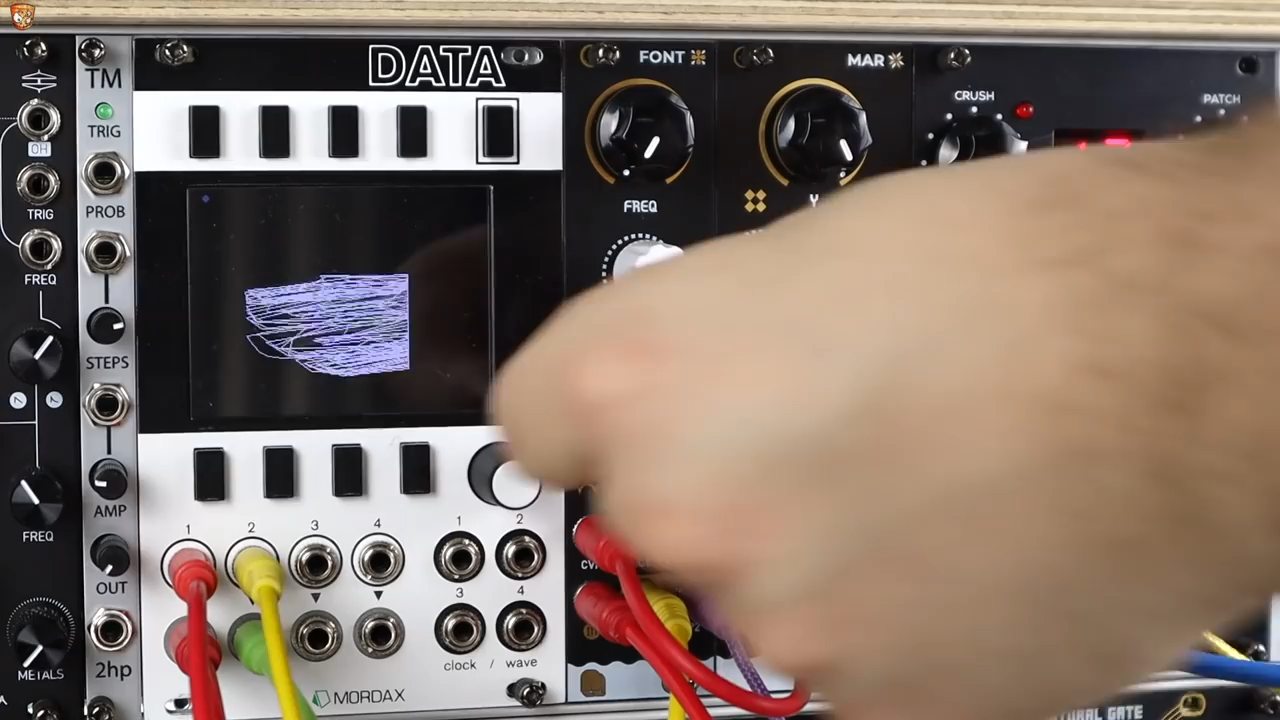 OH
TRIG
FREQ
FREQ
METALS
TM
TRIG
PROB
STEPS
AMP
OUT
2hp
DATA
1 2 3 4
1 2
3 4
clock / wave
MORDAX
FONT
FREQ
MAR
CRUSH
PATCH